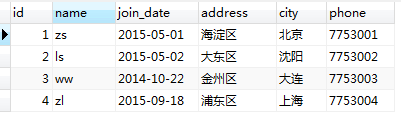 id name join_date address city phone
1 zs 2015-05-01 海淀区 北京 7753001
2 ls 2015-05-02 大东区 沈阳 7753002
3 ww 2014-10-22 金州区 大连 7753003
4 zl 2015-09-18 浦东区 上海 7753004